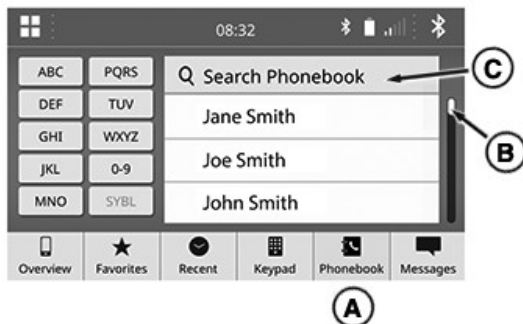 08:32
ABC PQRS
DEF TUV
GHI WXYZ
JKL 0-9
MNO SYBL
Search Phonebook
Jane Smith
Joe Smith
John Smith
C
B
Overview Favorites Recent Keypad Phonebook Messages
A